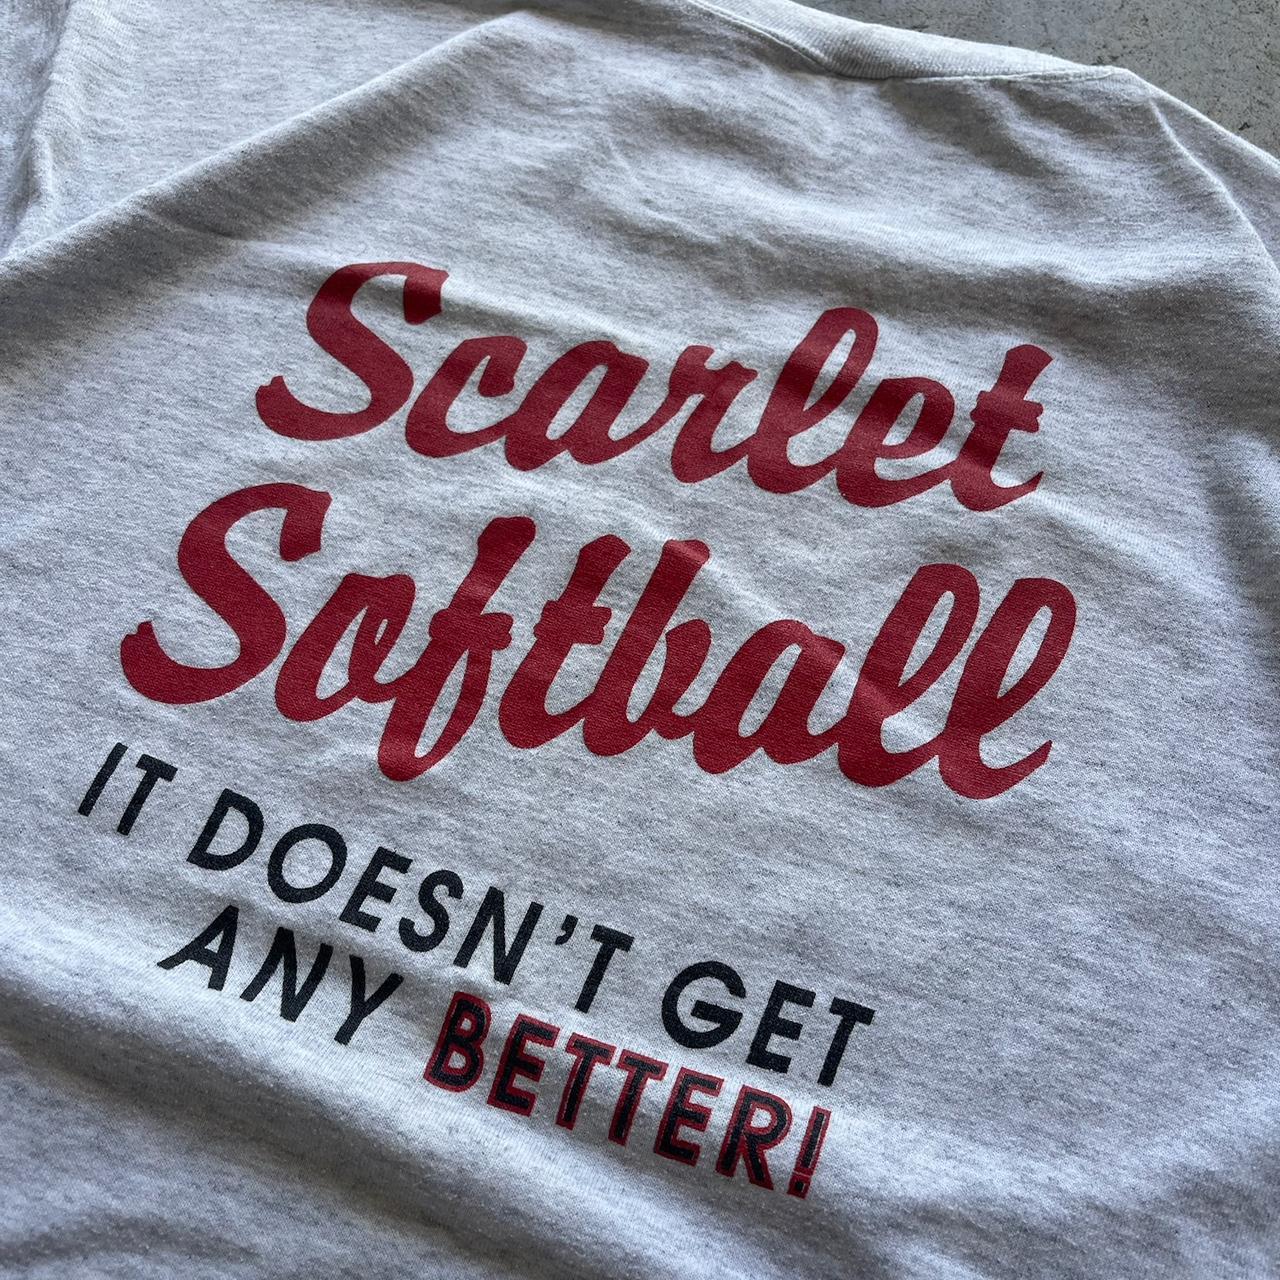 Scarlet
Softball
IT DOESN'T GET
ANY BETTER!